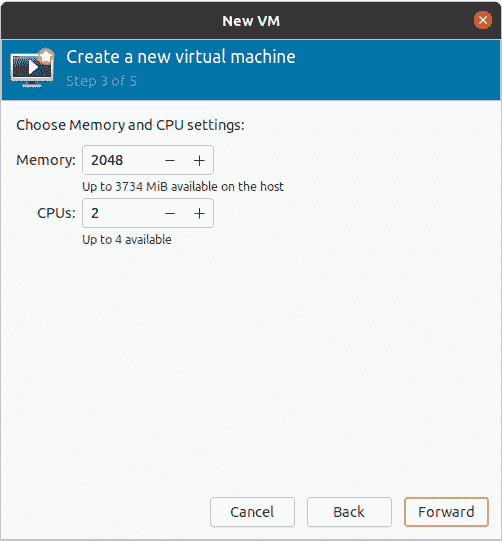 New VM
Create a new virtual machine
Step 3 of 5
Choose Memory and CPU settings:
Memory: 2048 − +
Up to 3734 MiB available on the host
CPUs: 2 − +
Up to 4 available
Cancel Back Forward